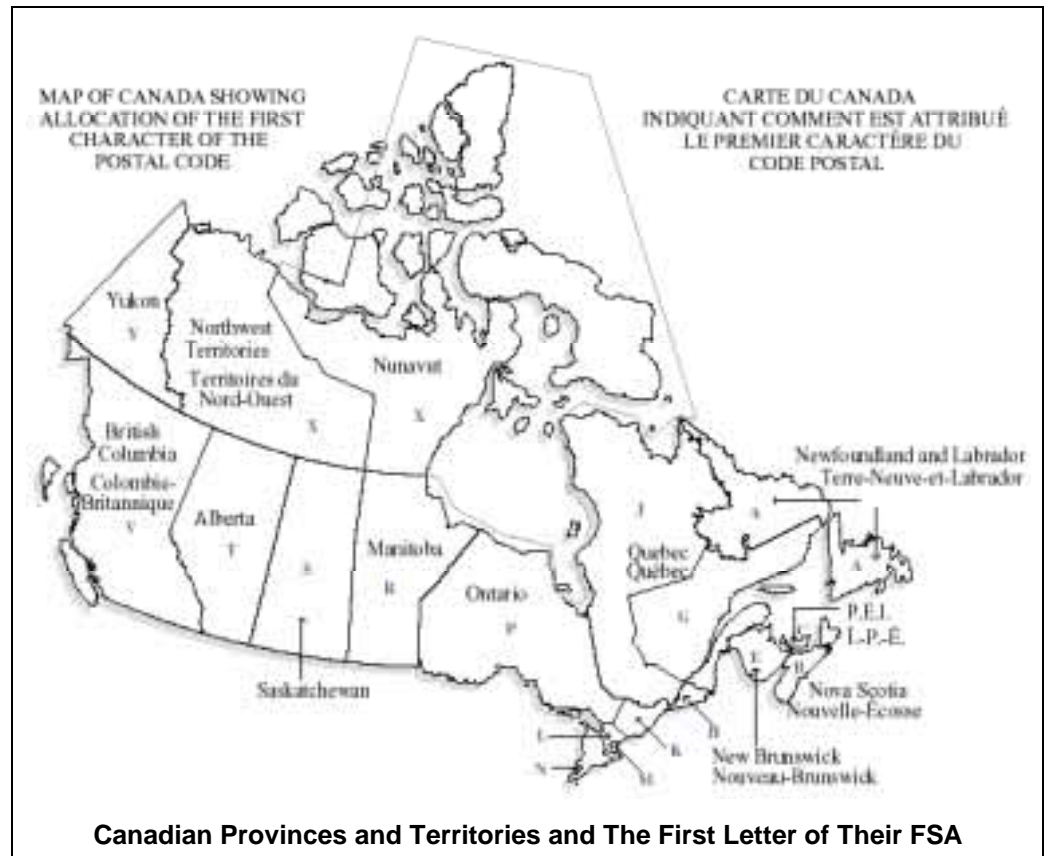 MAP OF CANADA SHOWING
ALLOCATION OF THE FIRST
CHARACTER OF THE
POSTAL CODE
CARTE DU CANADA
INDIQUANT COMMENT EST ATTRIBUÉ
LE PREMIER CARACTÈRE DU
CODE POSTAL
Yukon
Y
Northwest
Territories
Territoires du
Nord-Ouest
X
Nunavut
X
British
Columbia
Colombie-
Britannique
V
Alberta
T
S
Manitoba
R
Ontario
P
Saskatchewan
J
Quebec
Québec
G
Newfoundland and Labrador
Terre-Neuve-et-Labrador
A
A
P.E.I.
Î.-P.-É.
C
E
B
Nova Scotia
Nouvelle-Écosse
New Brunswick
Nouveau-Brunswick
H
K
L
M
N
Canadian Provinces and Territories and The First Letter of Their FSA